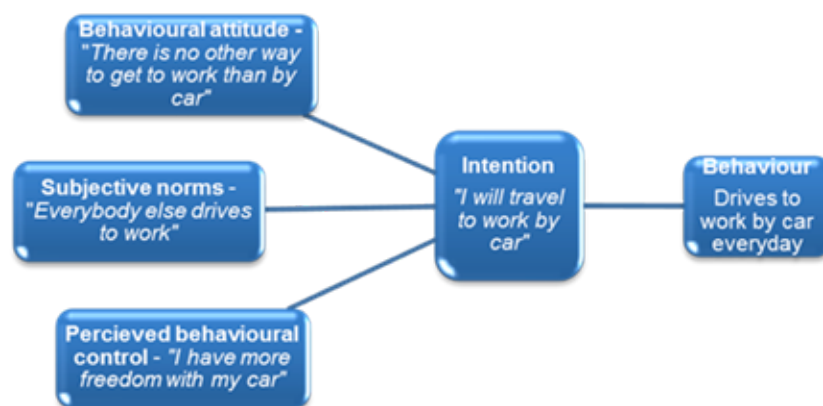 Behavioural attitude -
"There is no other way
to get to work than by
car"
Subjective norms -
"Everybody else drives
to work"
Percieved behavioural
control - "I have more
freedom with my car"
Intention
"I will travel
to work by
car"
Behaviour
Drives to
work by car
everyday